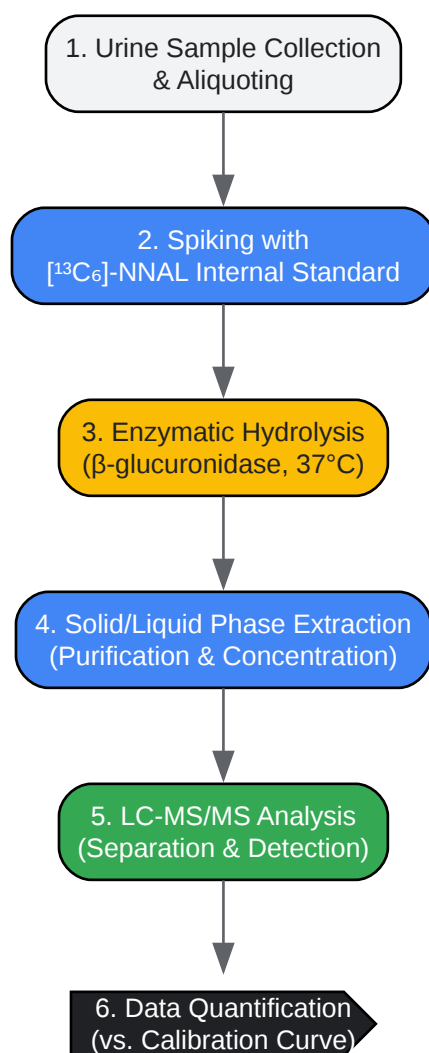 1. Urine Sample Collection
& Aliquoting
2. Spiking with
[¹³C₆]-NNAL Internal Standard
3. Enzymatic Hydrolysis
(β-glucuronidase, 37°C)
4. Solid/Liquid Phase Extraction
(Purification & Concentration)
5. LC-MS/MS Analysis
(Separation & Detection)
6. Data Quantification
(vs. Calibration Curve)